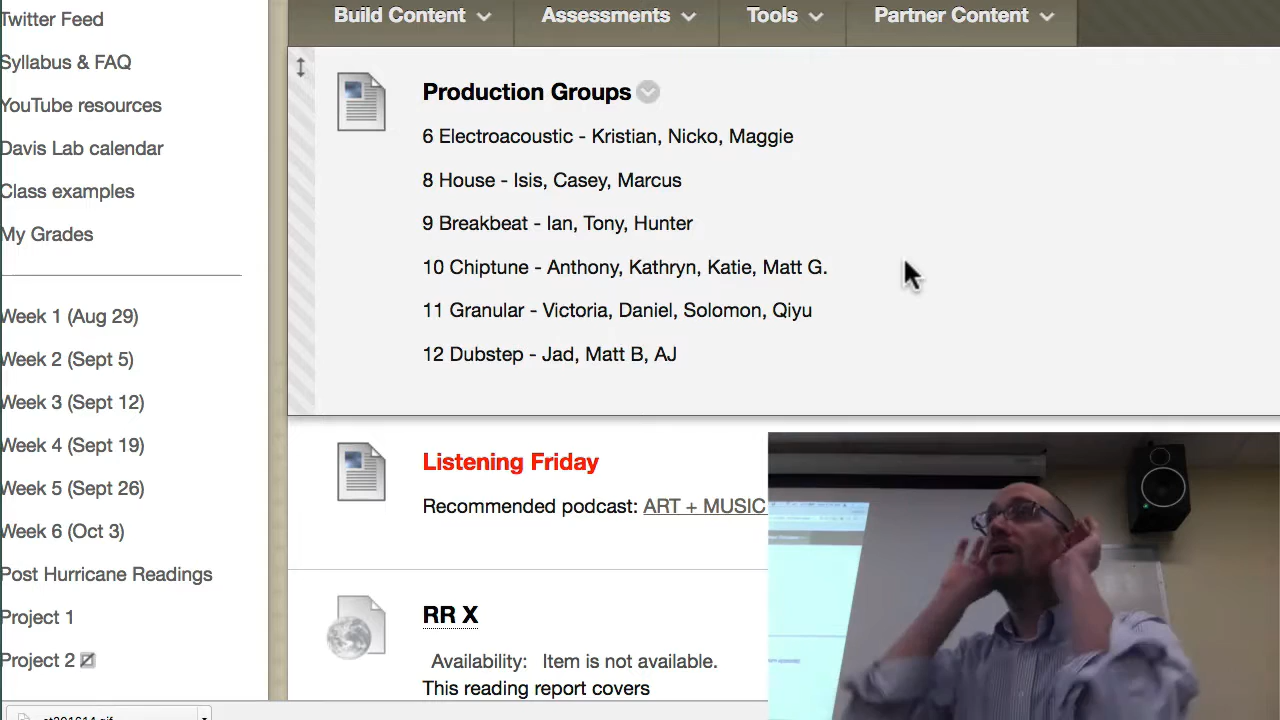 Build Content
Assessments
Tools
Partner Content
Twitter Feed
Syllabus & FAQ
YouTube resources
Davis Lab calendar
Class examples
My Grades
Week 1 (Aug 29)
Week 2 (Sept 5)
Week 3 (Sept 12)
Week 4 (Sept 19)
Week 5 (Sept 26)
Week 6 (Oct 3)
Post Hurricane Readings
Project 1
Project 2
Production Groups
6 Electroacoustic - Kristian, Nicko, Maggie
8 House - Isis, Casey, Marcus
9 Breakbeat - Ian, Tony, Hunter
10 Chiptune - Anthony, Kathryn, Katie, Matt G.
11 Granular - Victoria, Daniel, Solomon, Qiyu
12 Dubstep - Jad, Matt B, AJ
Listening Friday
Recommended podcast: ART + MUSIC
RR X
Availability: Item is not available.
This reading report covers